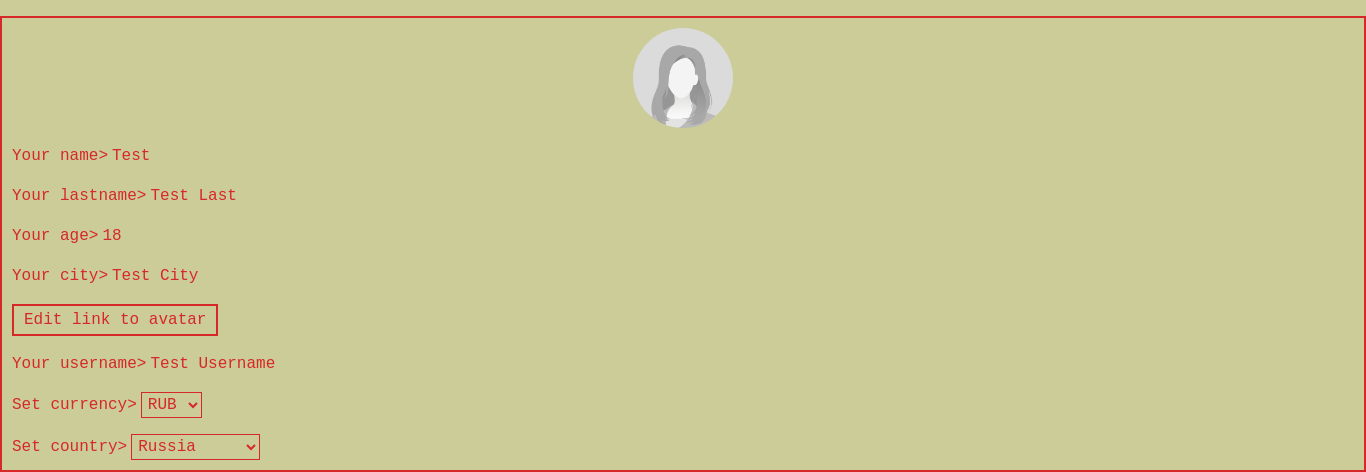 Your name> Test
Your lastname> Test Last
Your age> 18
Your city> Test City
Edit link to avatar
Your username> Test Username
Set currency> RUB
Set country> Russia